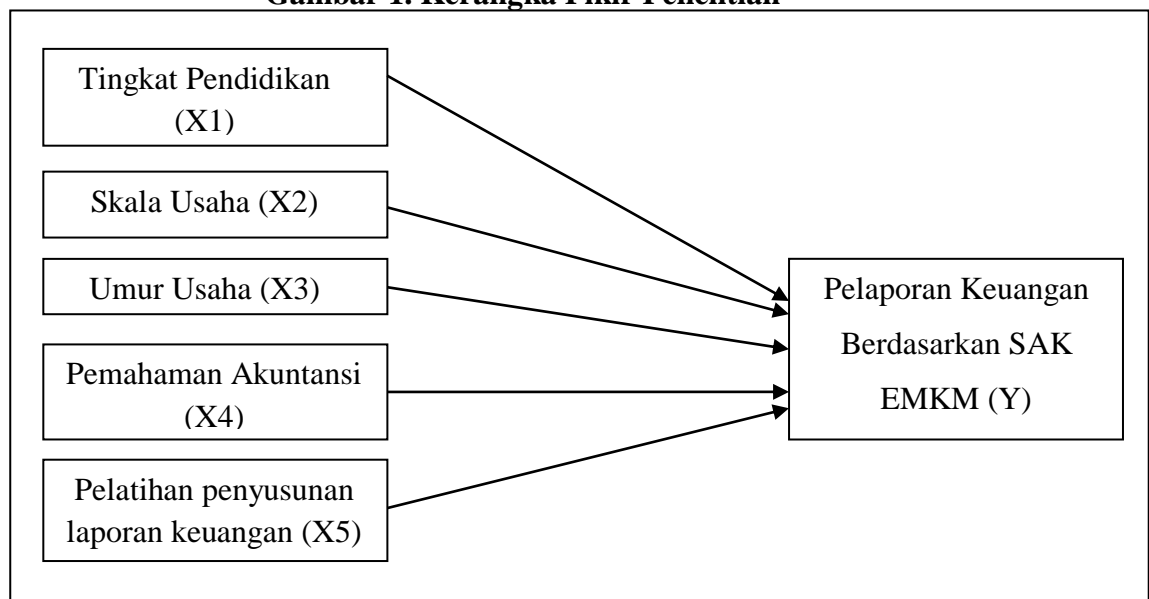 Gambar 1. Kerangka Pikir Penelitian
Tingkat Pendidikan
(X1)
Skala Usaha (X2)
Umur Usaha (X3)
Pemahaman Akuntansi
(X4)
Pelatihan penyusunan
laporan keuangan (X5)
Pelaporan Keuangan
Berdasarkan SAK
EMKM (Y)